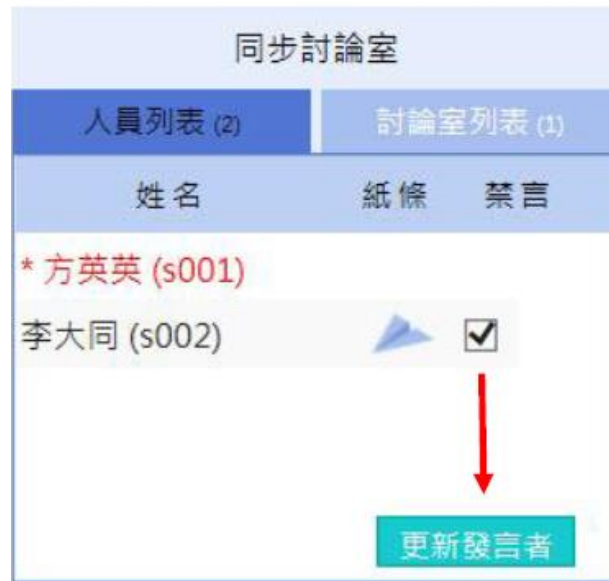 同步討論室
人員列表 (2) 討論室列表 (1)
姓名 紙條 禁言
* 方英英 (s001)
李大同 (s002)
更新發言者